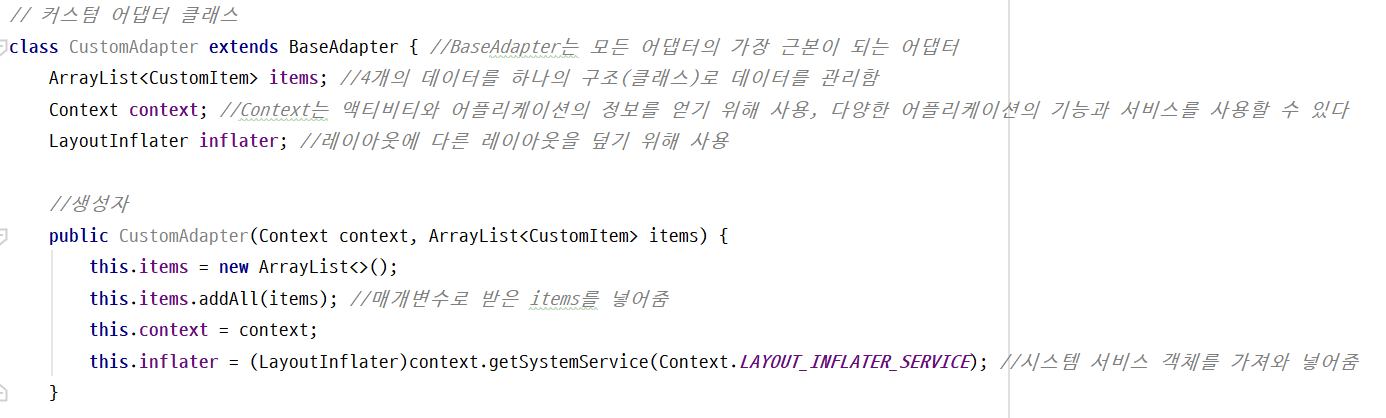 // 커스텀 어댑터 클래스
class CustomAdapter extends BaseAdapter { //BaseAdapter는 모든 어댑터의 가장 근본이 되는 어댑터
ArrayList<CustomItem> items; //4개의 데이터를 하나의 구조(클래스)로 데이터를 관리함
Context context; //Context는 액티비티와 어플리케이션의 정보를 얻기 위해 사용, 다양한 어플리케이션의 기능과 서비스를 사용할 수 있다
LayoutInflater inflater; //레이아웃에 다른 레이아웃을 덮기 위해 사용
//생성자
public CustomAdapter(Context context, ArrayList<CustomItem> items) {
this.items = new ArrayList<>();
this.items.addAll(items); //매개변수로 받은 items를 넣어줌
this.context = context;
this.inflater = (LayoutInflater)context.getSystemService(Context.LAYOUT_INFLATER_SERVICE); //시스템 서비스 객체를 가져와 넣어줌
}